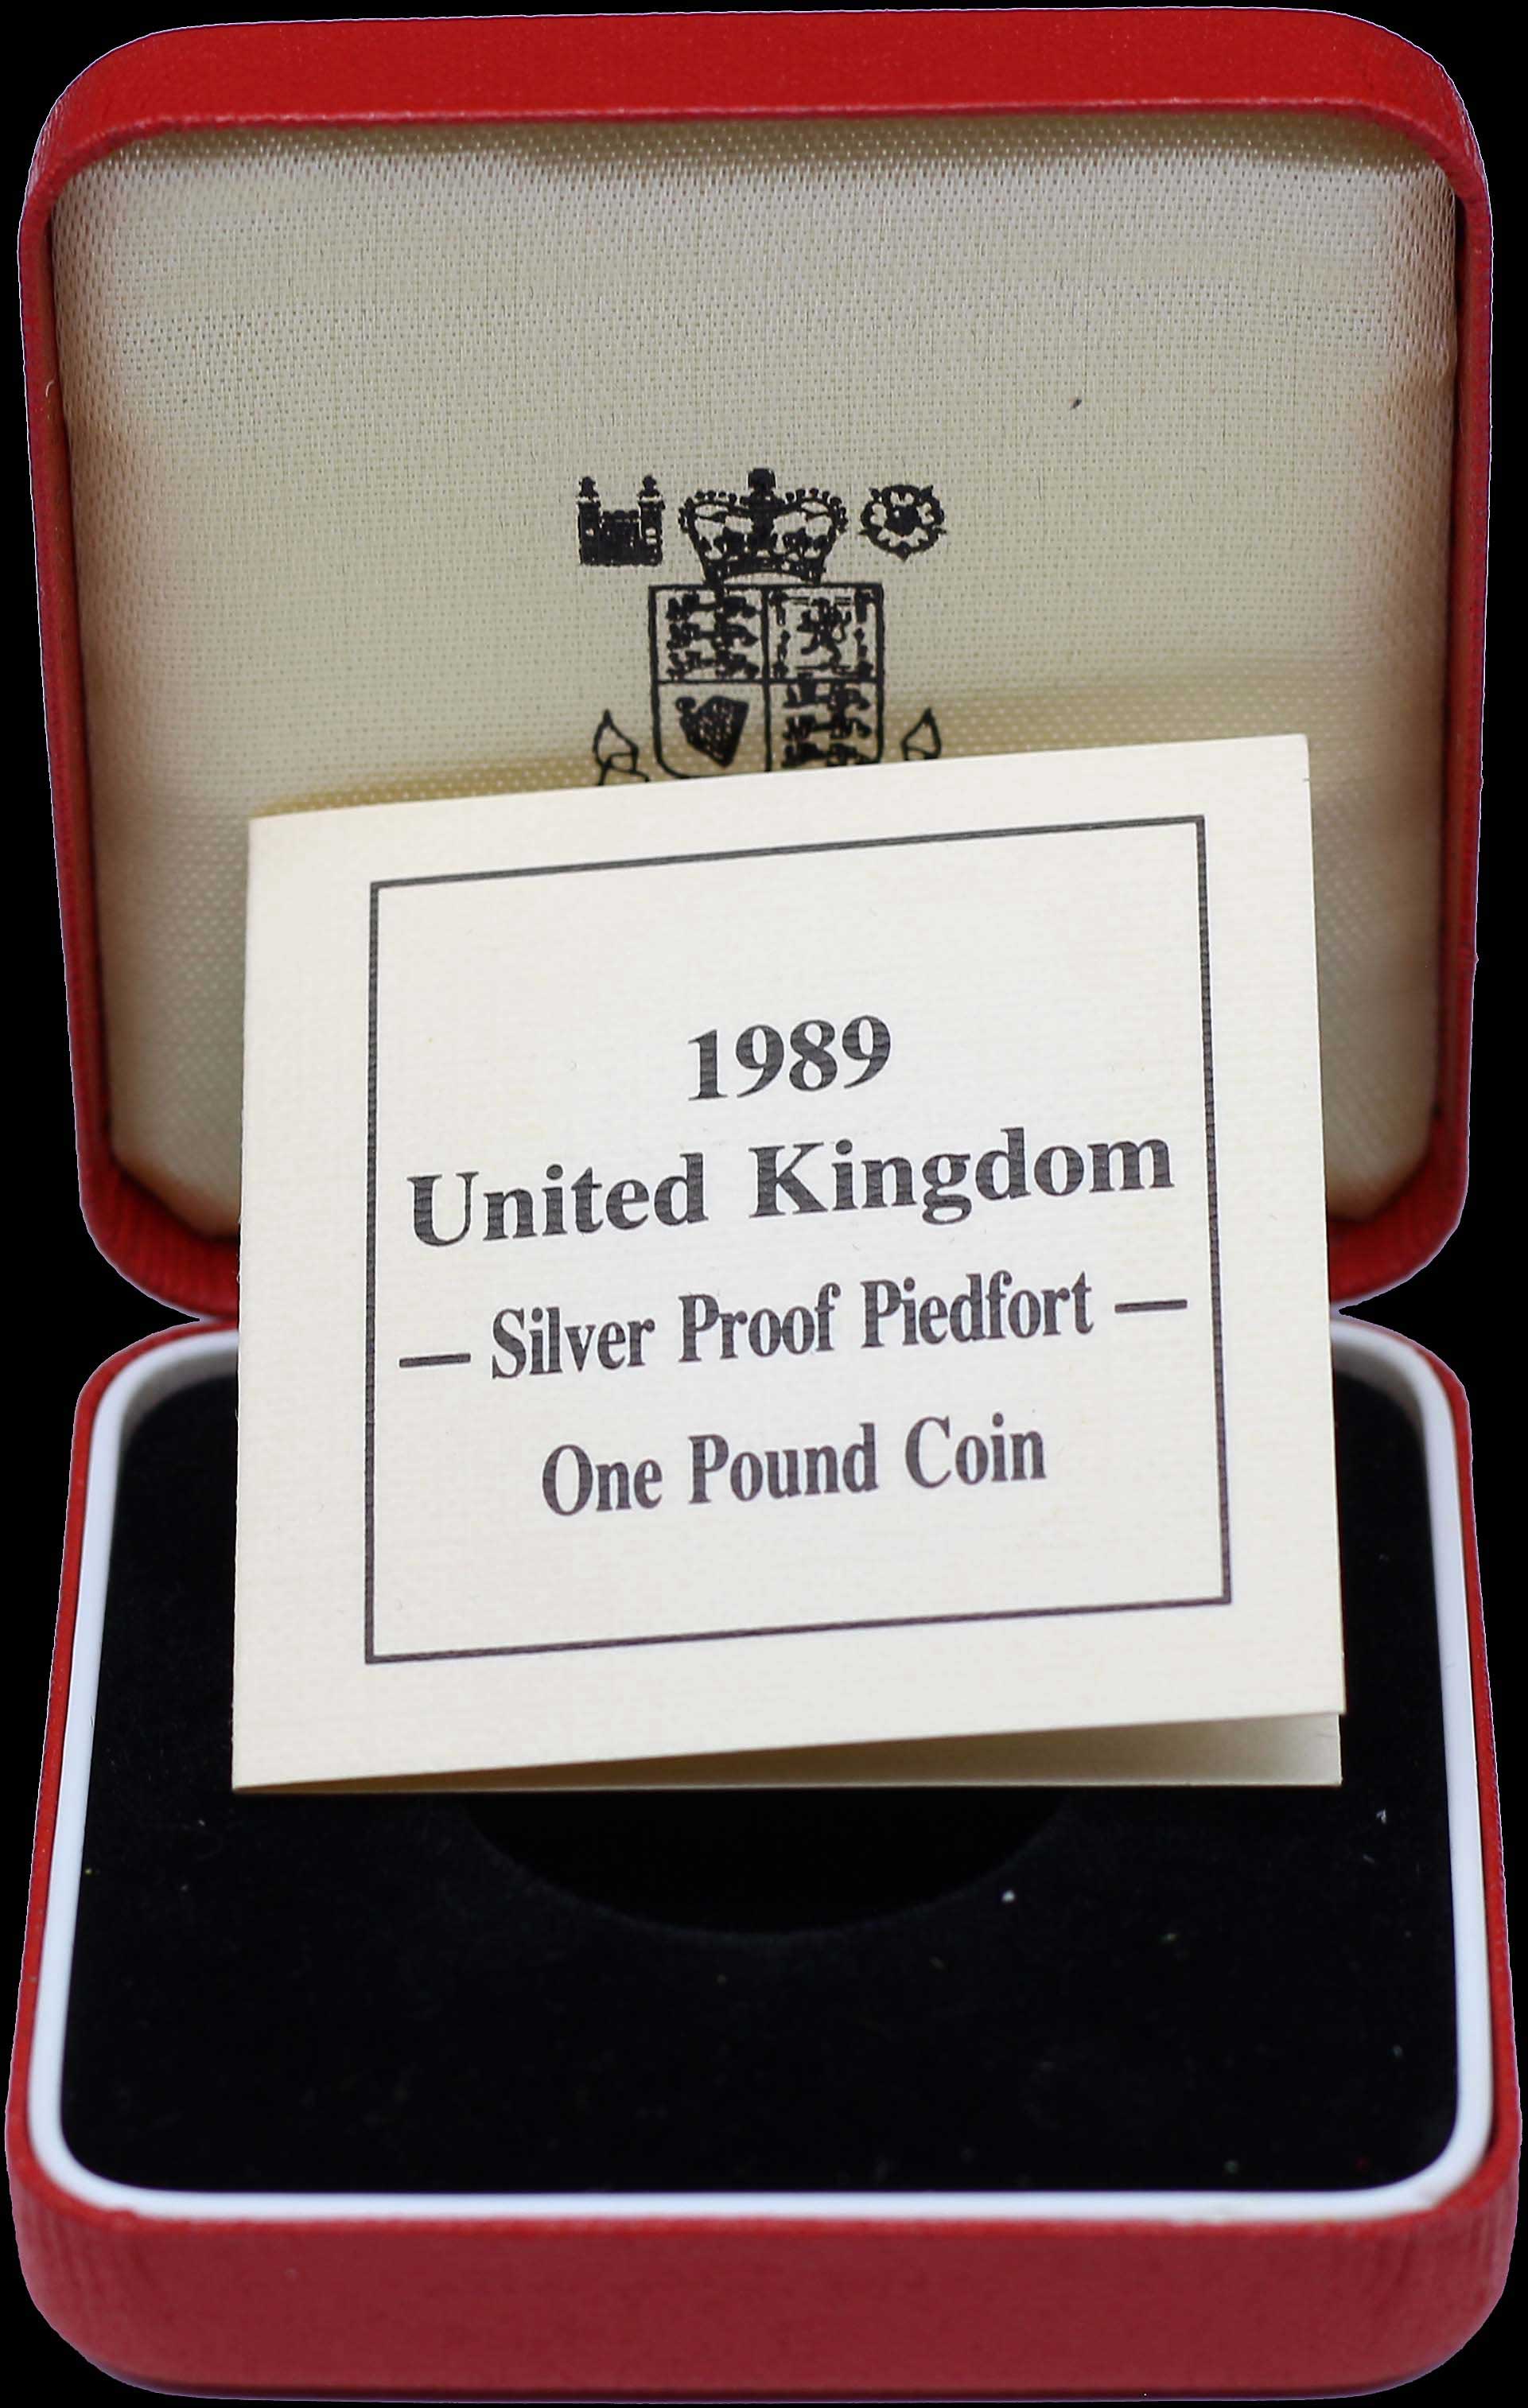 1989
United Kingdom
— Silver Proof Piedfort —
One Pound Coin